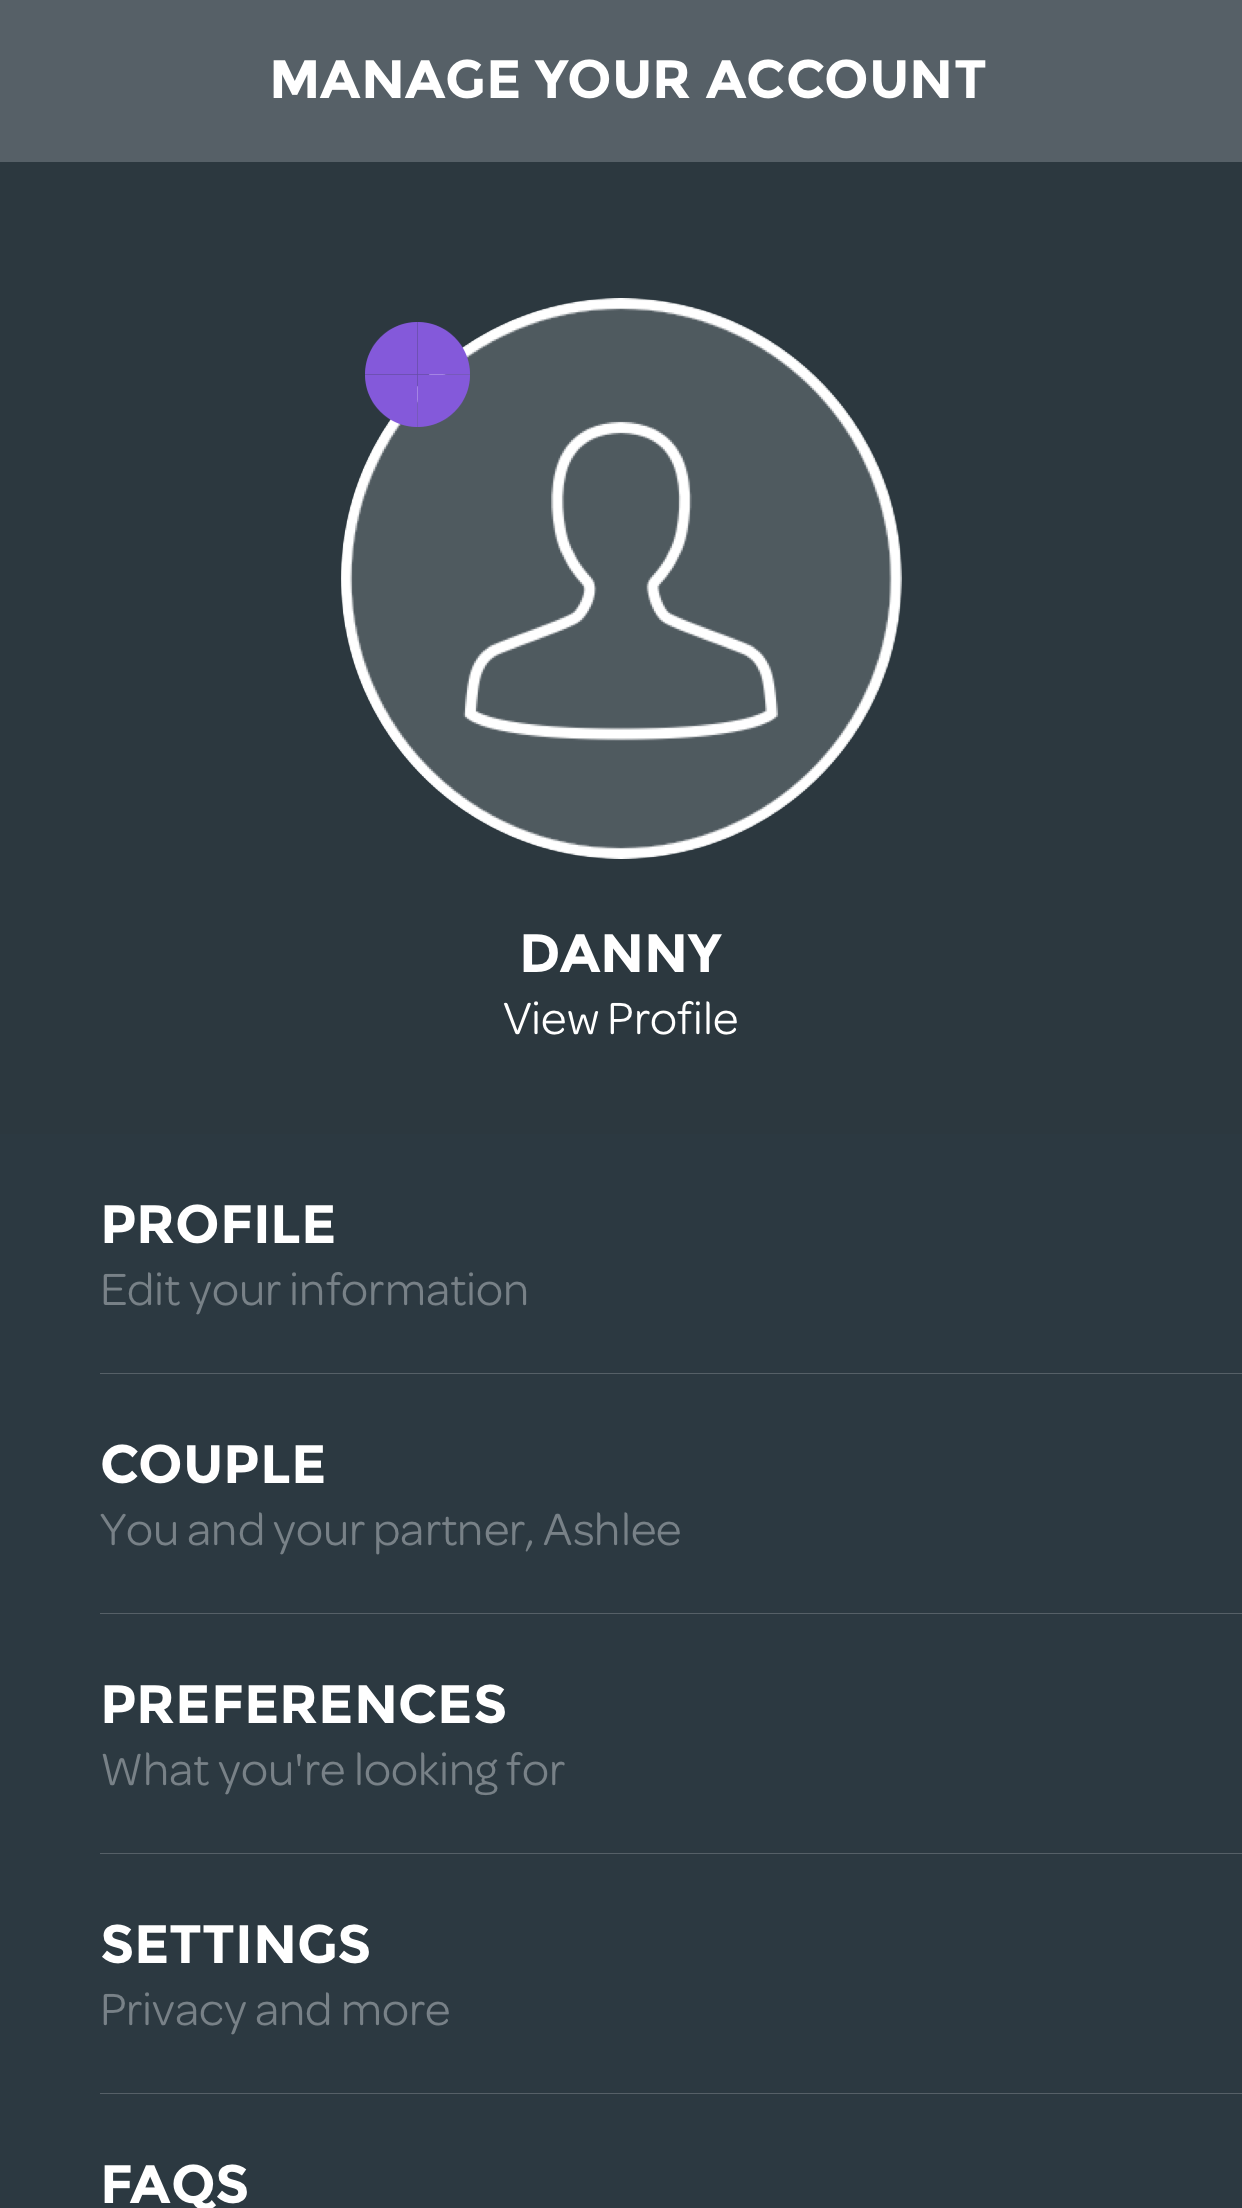 MANAGE YOUR ACCOUNT
DANNY
View Profile
PROFILE
Edit your information
COUPLE
You and your partner, Ashlee
PREFERENCES
What you're looking for
SETTINGS
Privacy and more
FAQS